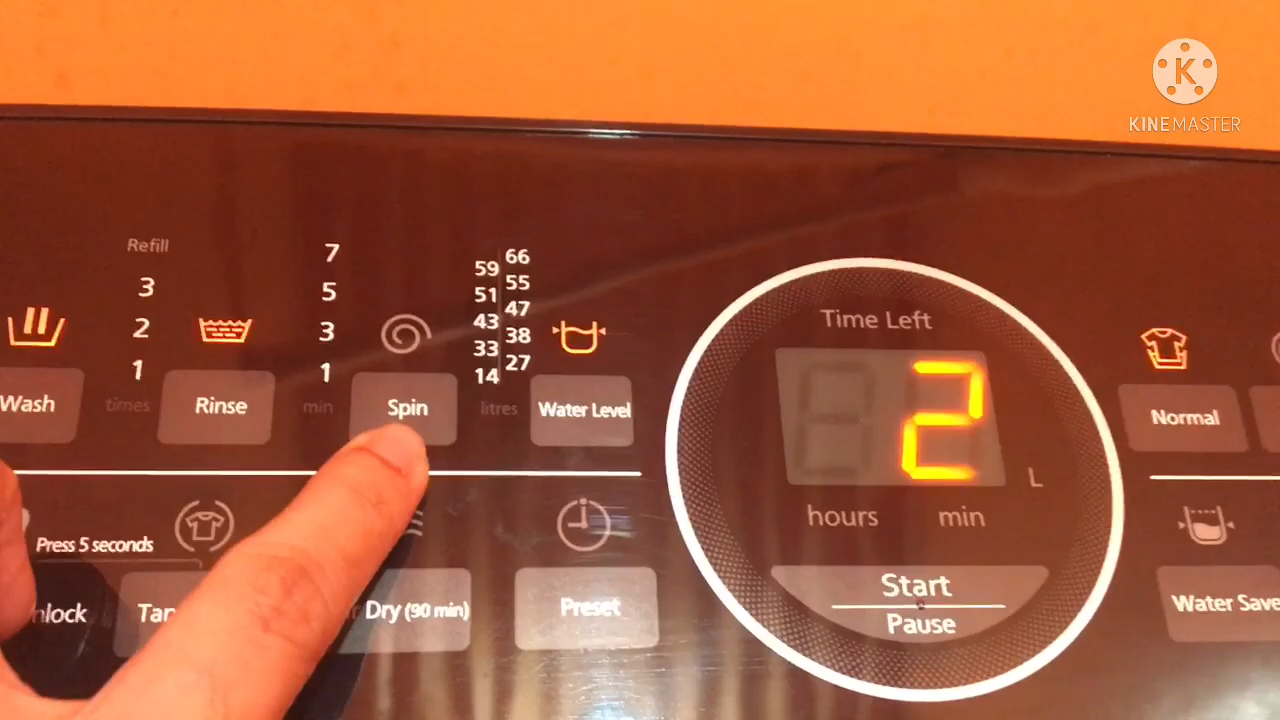 K
KINEMASTER
Refill
3
2
1
times
7
5
3
1
min
59
51
43
33
14
66
55
47
38
27
litres
Wash
Rinse
Spin
Water Level
Time Left
2
L
hours min
Start
Pause
Normal
Press 5 seconds
nlock
Tan
Dry (90 min)
Preset
Water Save